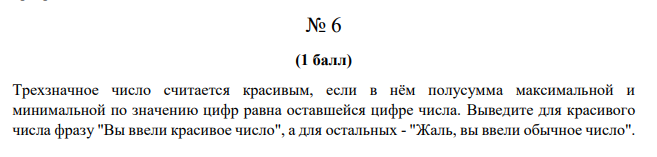 № 6
(1 балл)
Трехзначное число считается красивым, если в нём полусумма максимальной и
минимальной по значению цифр равна оставшейся цифре числа. Выведите для красивого
числа фразу "Вы ввели красивое число", а для остальных - "Жаль, вы ввели обычное число".